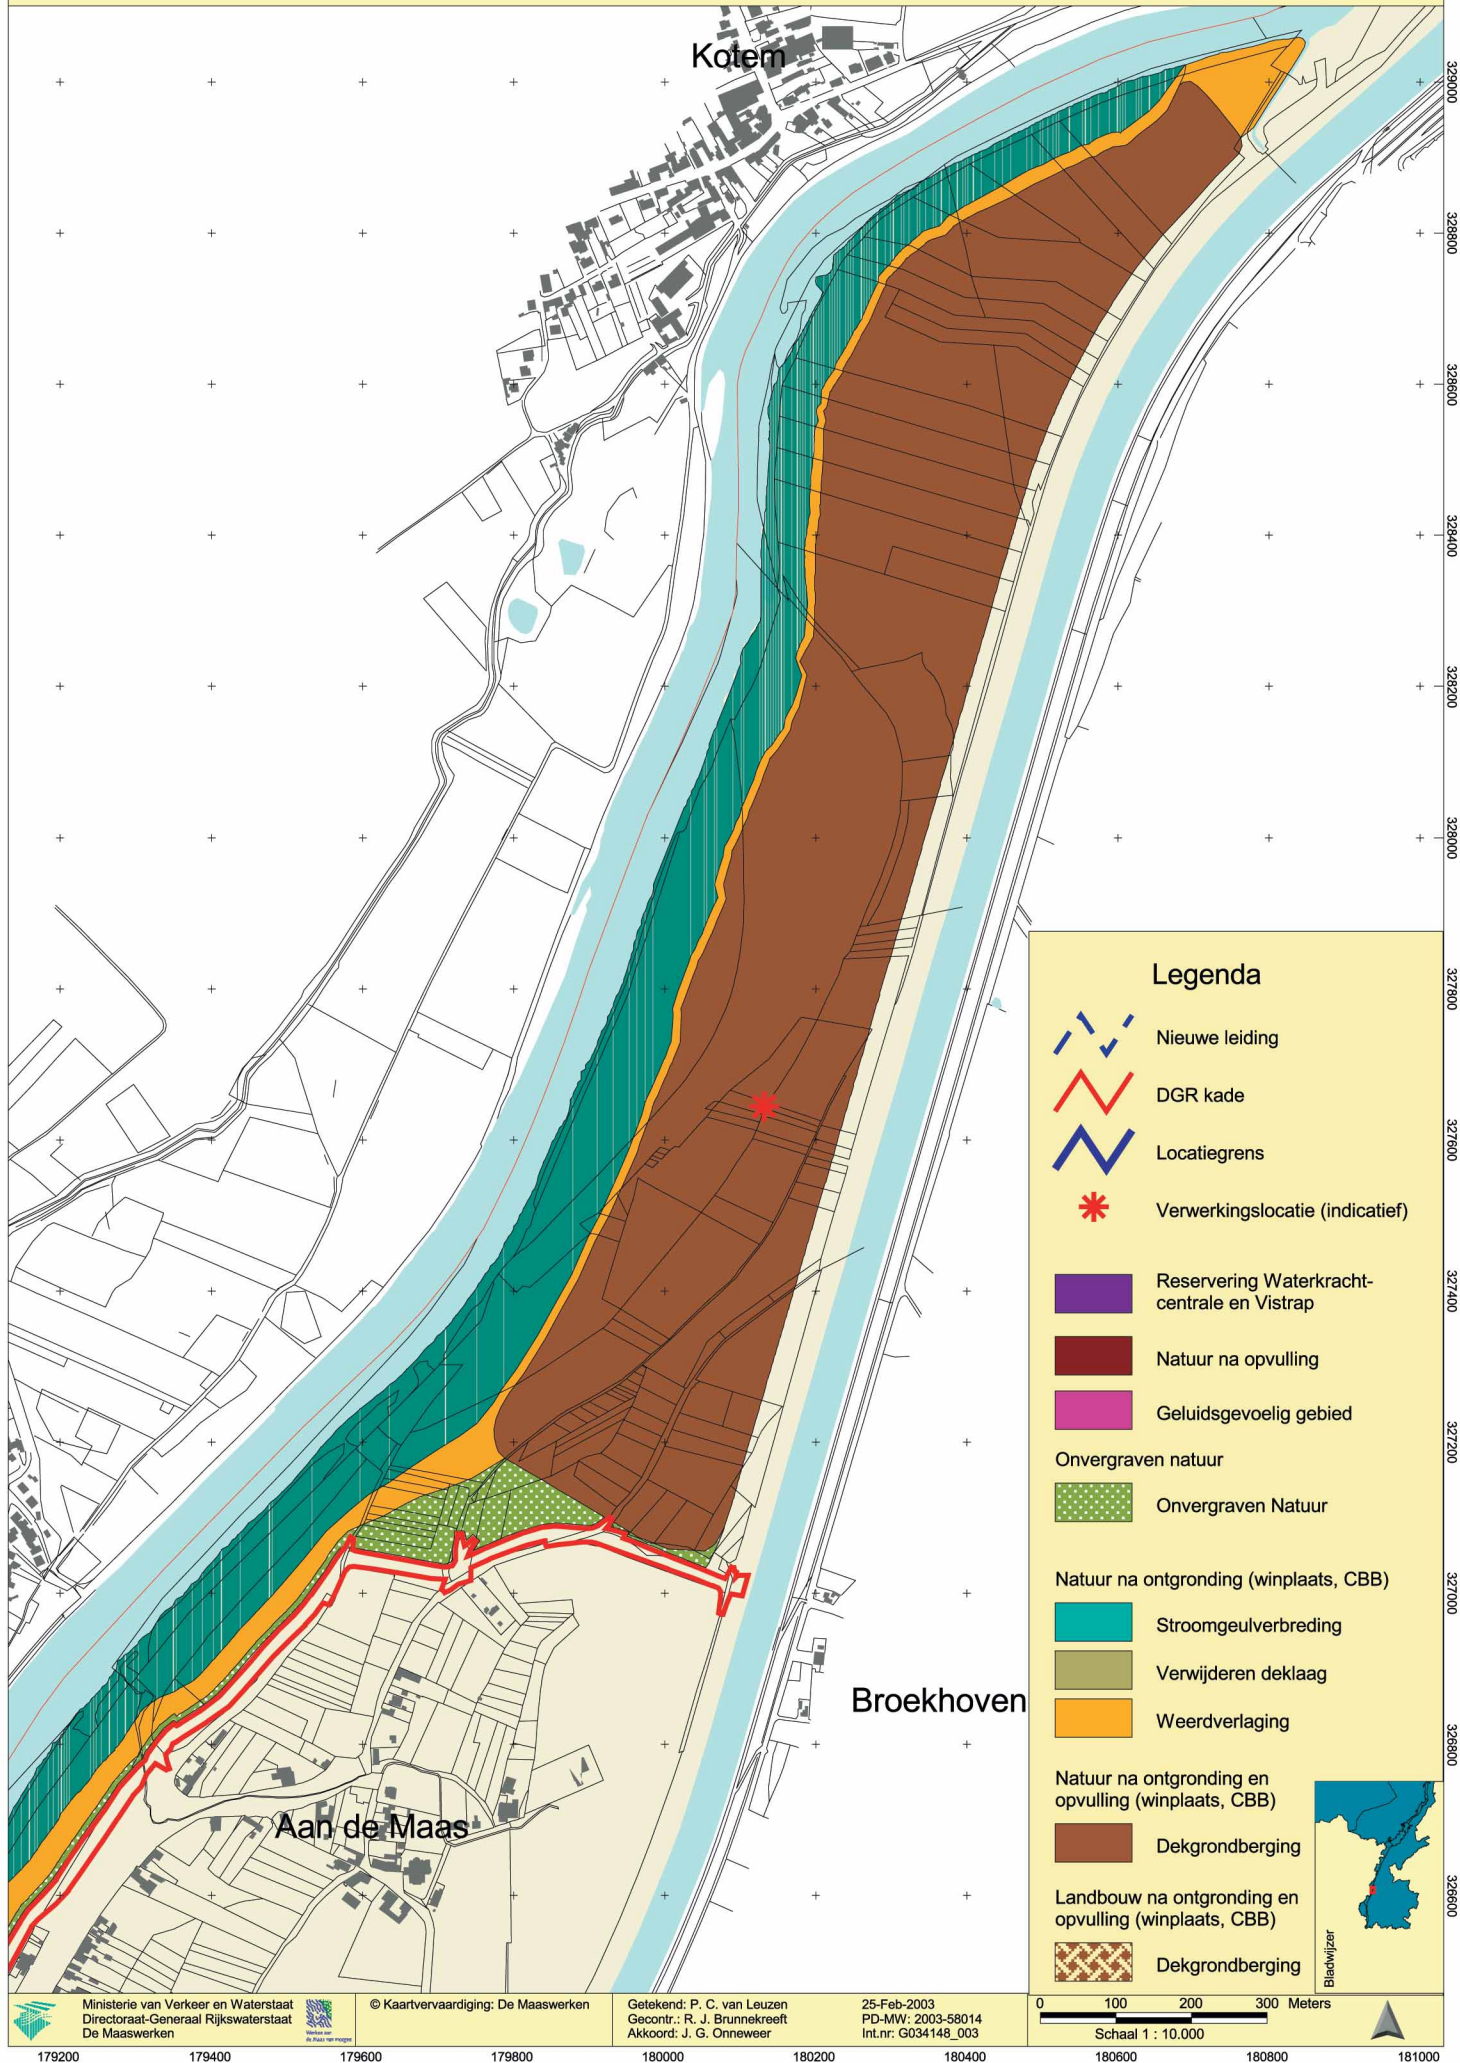 Kotem
329000
328800
328600
328400
328200
328000
327800
327600
327400
327200
327000
326800
326600
Broekhoven
Aan de Maas
Legenda
Nieuwe leiding
DGR kade
Locatiegrens
Verwerkingslocatie (indicatief)
Reservering Waterkracht-
centrale en Vistrap
Natuur na opvulling
Geluidsgevoelig gebied
Onvergraven natuur
Onvergraven Natuur
Natuur na ontgronding (winplaats, CBB)
Stroomgeulverbreding
Verwijderen deklaag
Weerdverlaging
Natuur na ontgronding en
opvulling (winplaats, CBB)
Dekgrondberging
Landbouw na ontgronding en
opvulling (winplaats, CBB)
Dekgrondberging
Bladwijzer
Ministerie van Verkeer en Waterstaat
Directoraat-Generaal Rijkswaterstaat
De Maaswerken
Werken aan
de Maas van morgen
© Kaartvervaardiging: De Maaswerken
Getekend: P. C. van Leuzen
Gecontr.: R. J. Brunnekreeft
Akkoord: J. G. Onneweer
25-Feb-2003
PD-MW: 2003-58014
Int.nr: G034148_003
0 100 200 300 Meters
Schaal 1 : 10.000
179200 179400 179600 179800 180000 180200 180400 180600 180800 181000